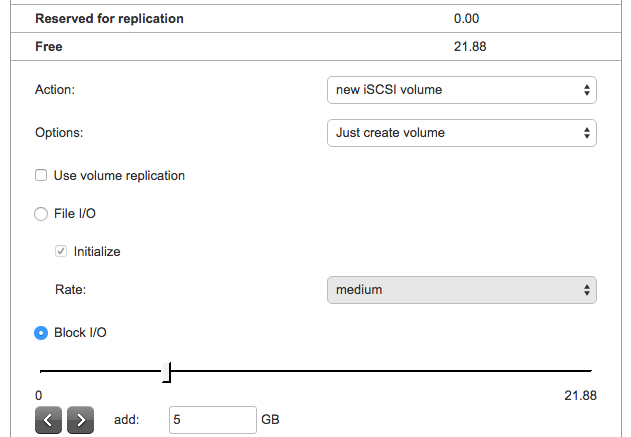 Reserved for replication 0.00
Free 21.88
Action: new iSCSI volume
Options: Just create volume
Use volume replication
File I/O
Initialize
Rate: medium
Block I/O
0 21.88
add: 5 GB